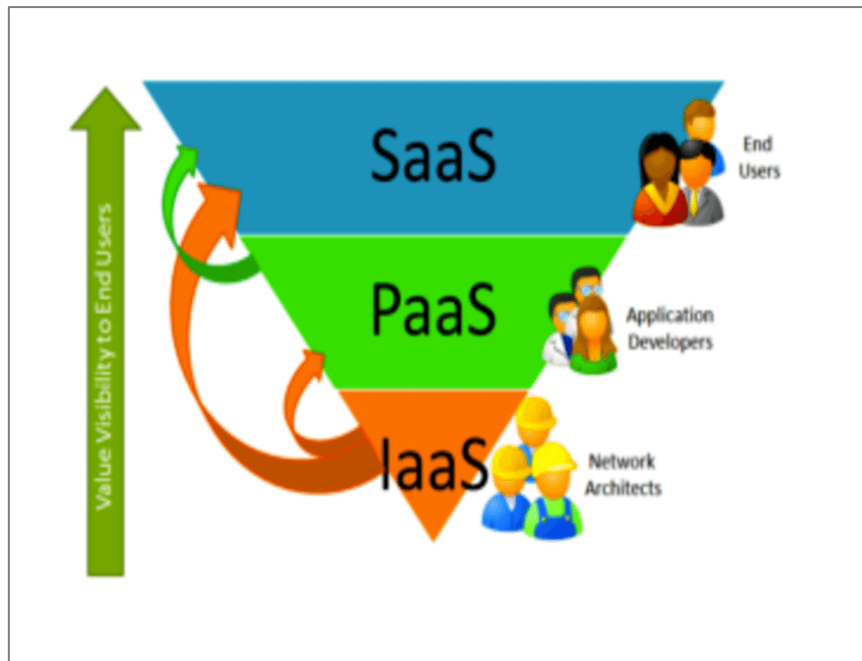 SaaS
End
Users
PaaS
Application
Developers
IaaS
Network
Architects
Value Visibility to End Users